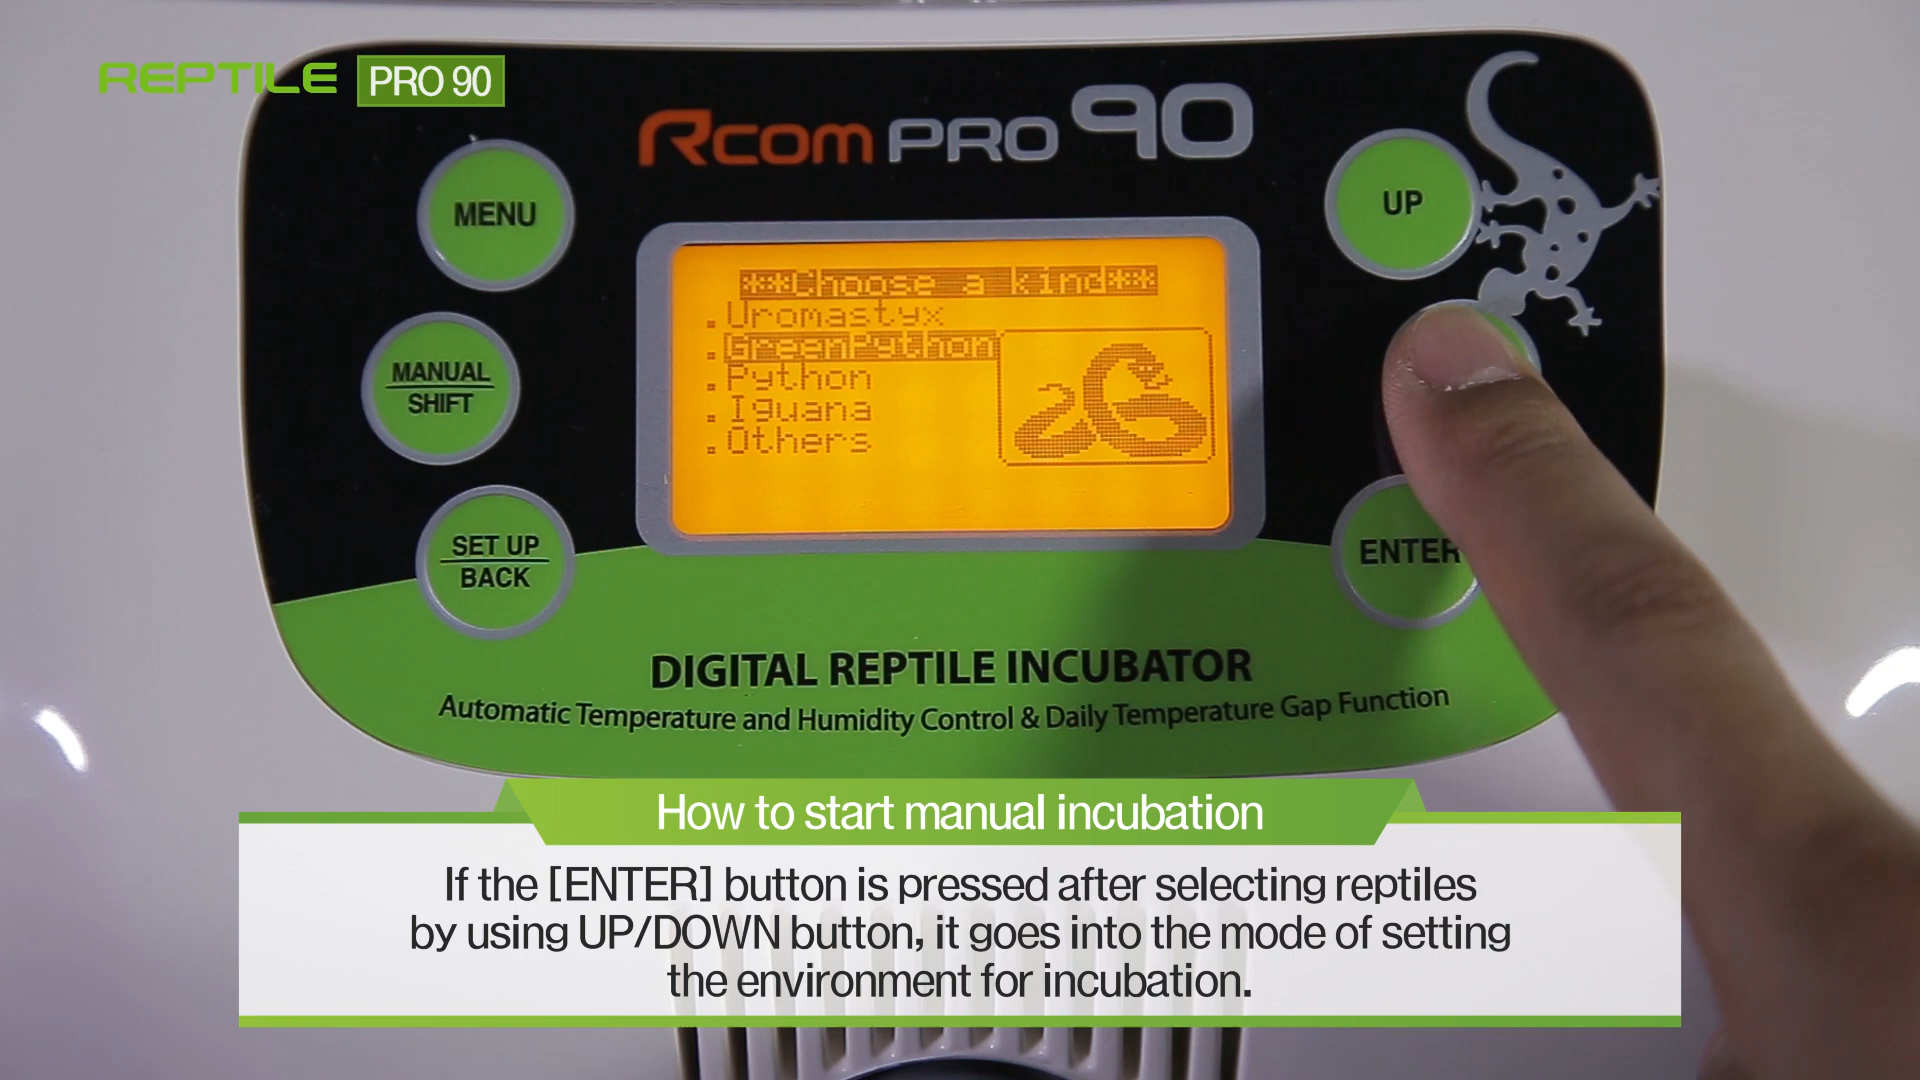 REPTILE PRO 90
Rcom PRO 90
MENU
UP
***Choose a kind***
.Uromastyx
.GreenPython
.Python
.Iguana
.Others
MANUAL
SHIFT
SET UP
BACK
ENTER
DIGITAL REPTILE INCUBATOR
Automatic Temperature and Humidity Control & Daily Temperature Gap Function
How to start manual incubation
If the [ENTER] button is pressed after selecting reptiles
by using UP/DOWN button, it goes into the mode of setting
the environment for incubation.